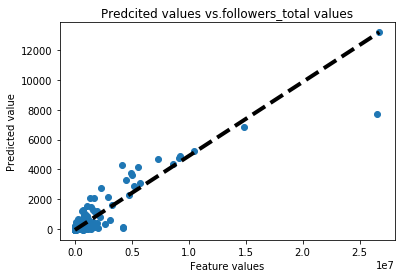 Predcited values vs.followers_total values
Predicted value
12000
10000
8000
6000
4000
2000
0
0.0 0.5 1.0 1.5 2.0 2.5
1e7
Feature values